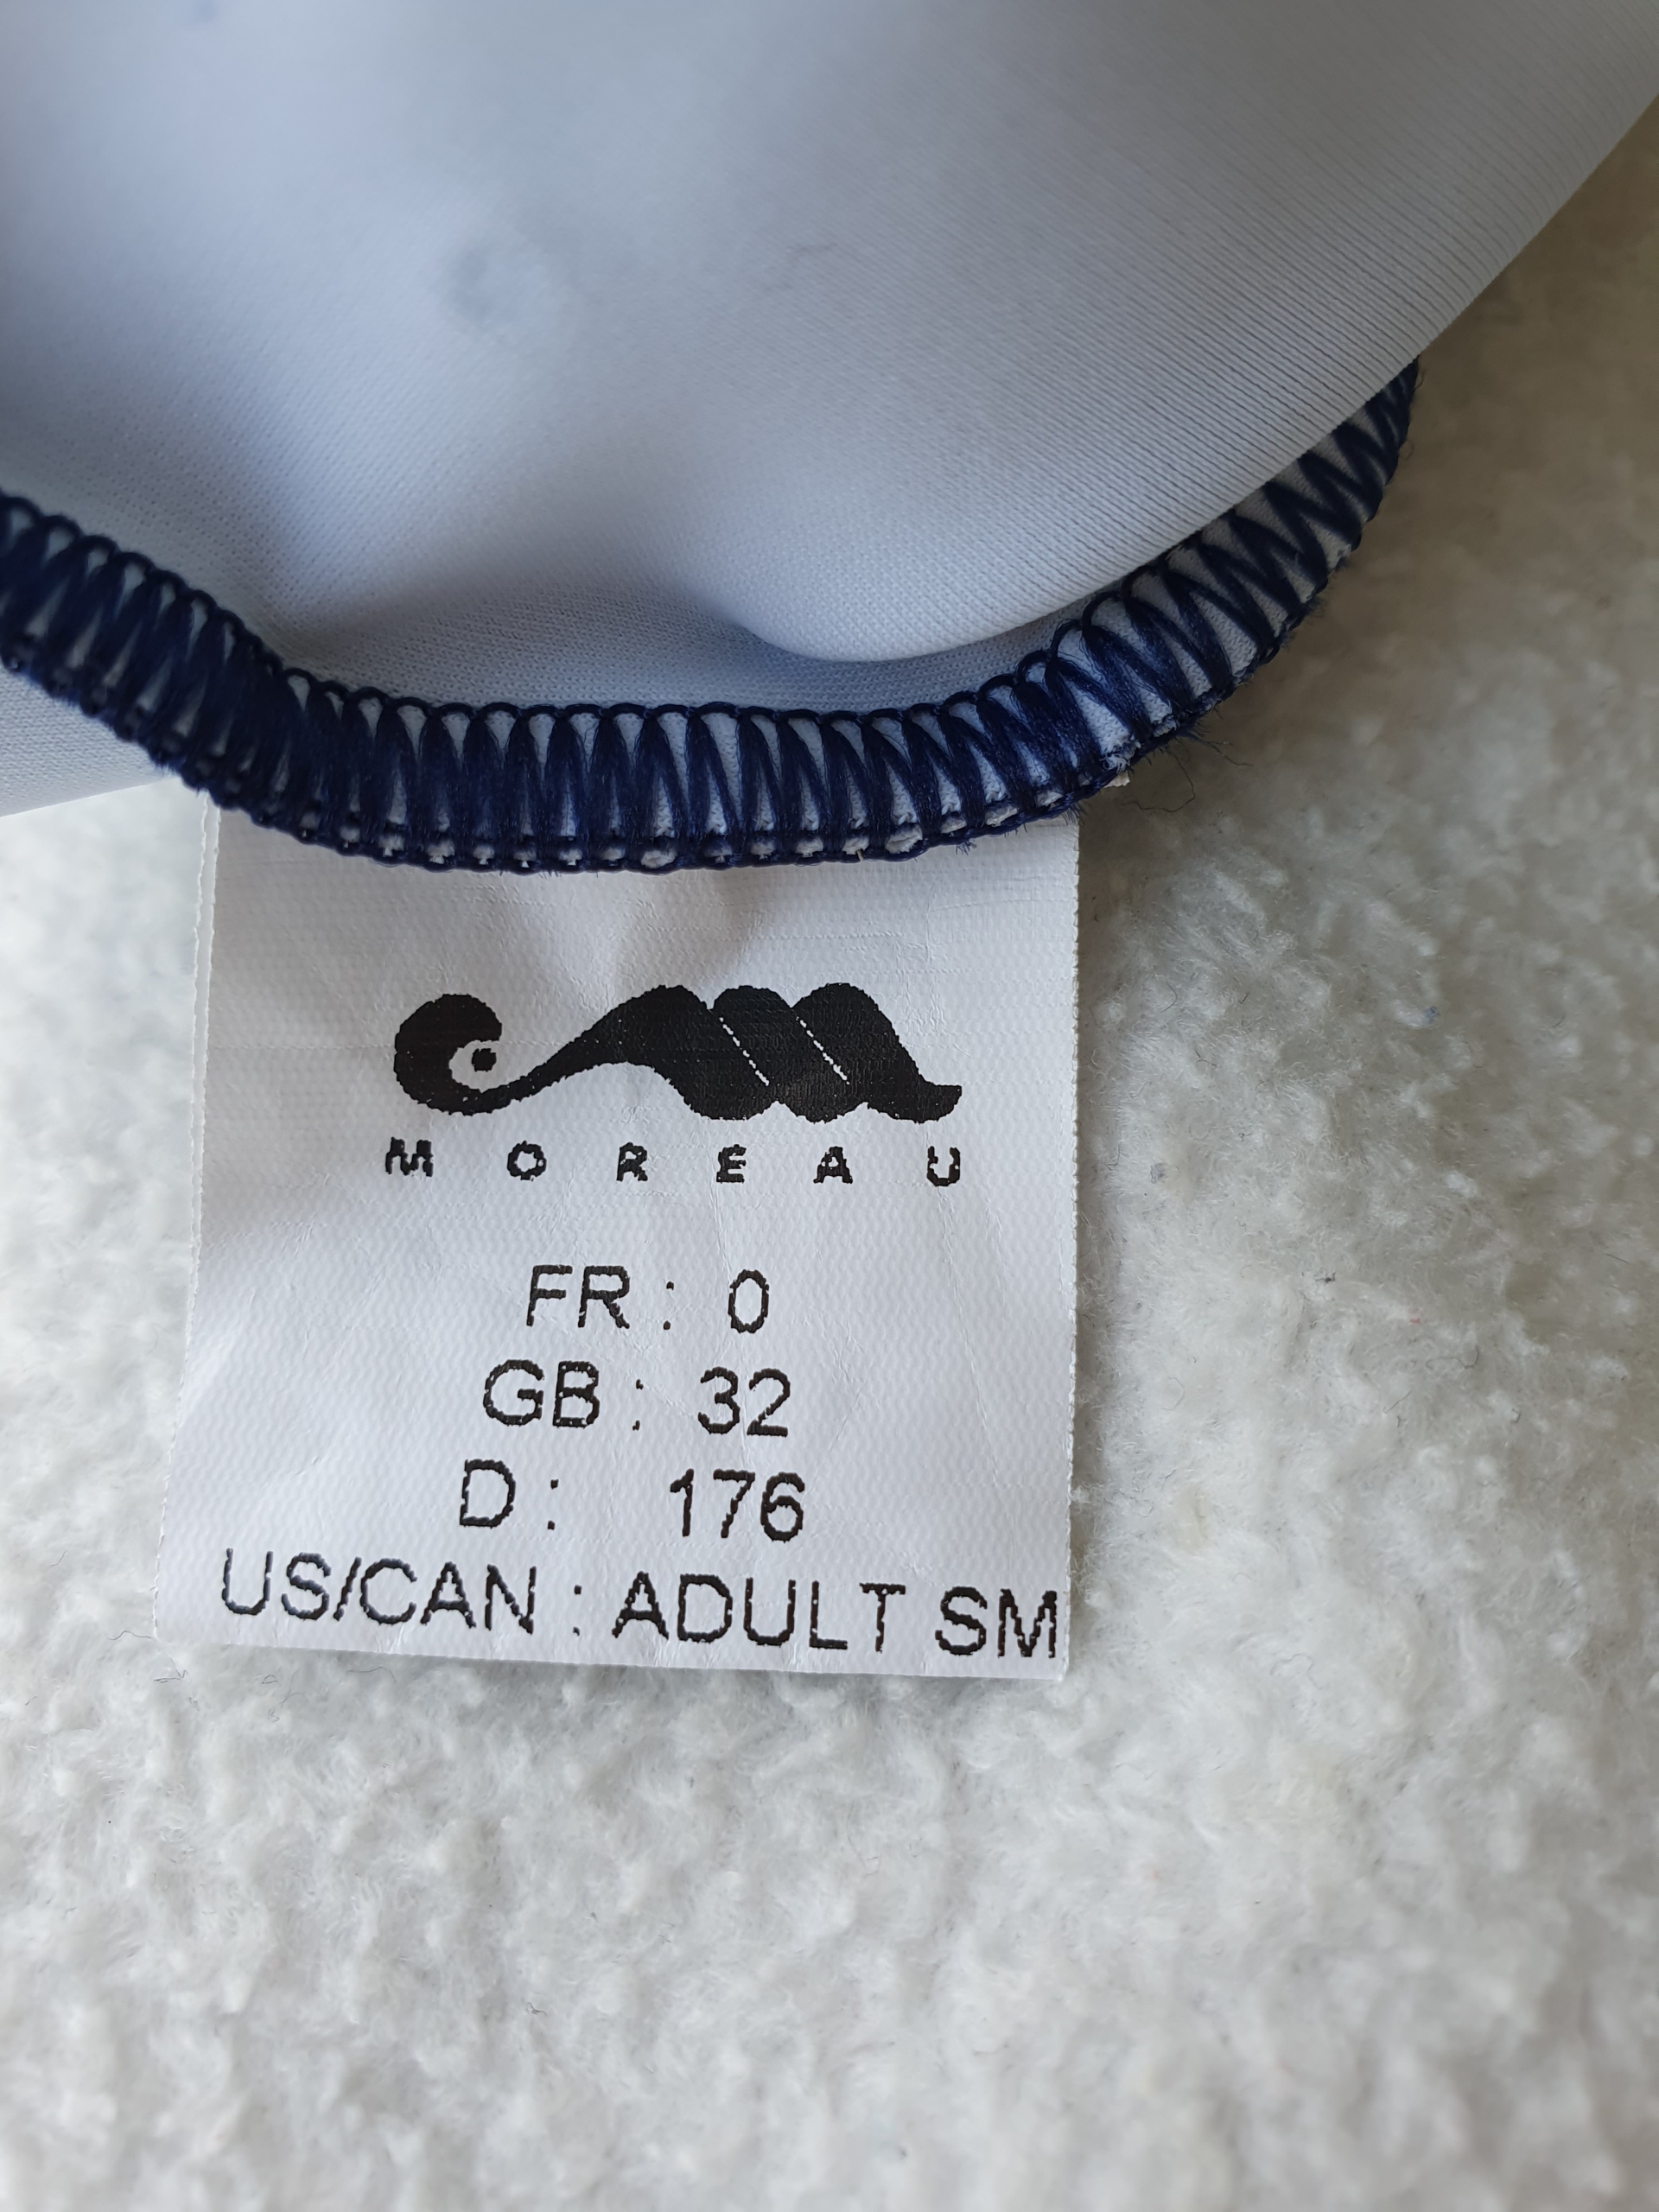 MOREAU
FR : 0
GB : 32
D : 176
US/CAN : ADULT SM